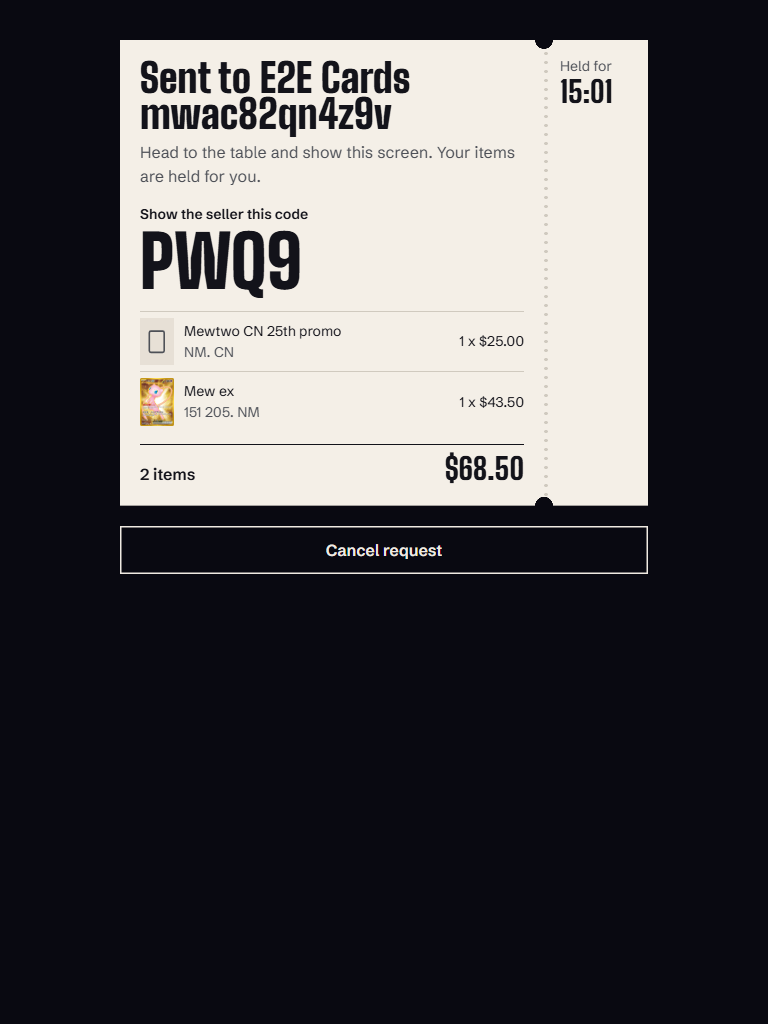 Sent to E2E Cards
mwac82qn4z9v
Head to the table and show this screen. Your items
are held for you.
Show the seller this code
PWQ9
Mewtwo CN 25th promo
NM. CN
1 x $25.00
Mew ex
151 205. NM
1 x $43.50
2 items
$68.50
Held for
15:01
Cancel request